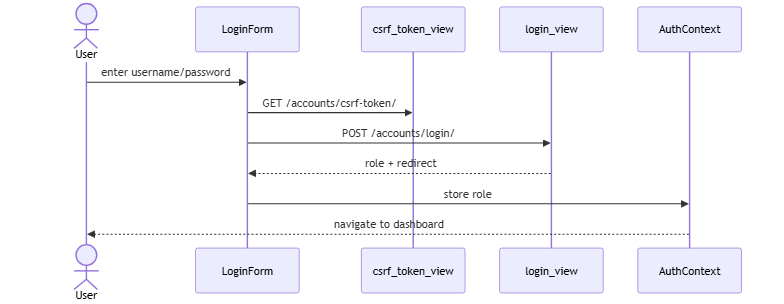 User
LoginForm
csrf_token_view
login_view
AuthContext
enter username/password
GET /accounts/csrf-token/
POST /accounts/login/
role + redirect
store role
navigate to dashboard
User
LoginForm
csrf_token_view
login_view
AuthContext